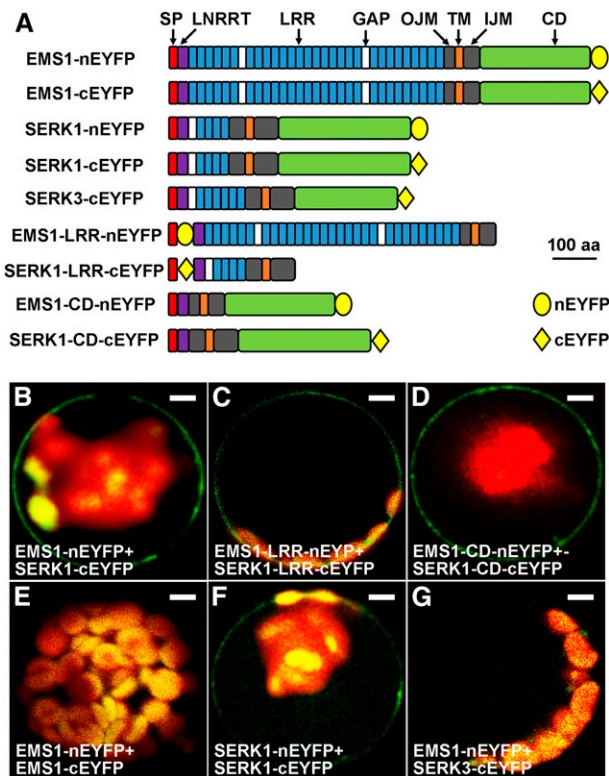 A
SP LNRRT LRR GAP OJM TM IJM CD
EMS1-nEYFP
EMS1-cEYFP
SERK1-nEYFP
SERK1-cEYFP
SERK3-cEYFP
EMS1-LRR-nEYFP
100 aa
SERK1-LRR-cEYFP
EMS1-CD-nEYFP
nEYFP
SERK1-CD-cEYFP
cEYFP
B
EMS1-nEYFP+
SERK1-cEYFP
C
EMS1-LRR-nEYP+
SERK1-LRR-cEYFP
D
EMS1-CD-nEYFP+-
SERK1-CD-cEYFP
E
EMS1-nEYFP+
EMS1-cEYFP
F
SERK1-nEYFP+
SERK1-cEYFP
G
EMS1-nEYFP+
SERK3-cEYFP